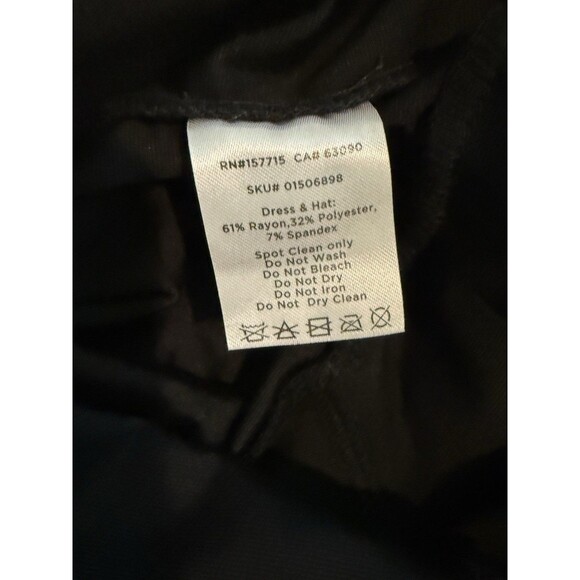 RN#157715 CA# 63090
SKU# 01506898
Dress & Hat:
61% Rayon,32% Polyester,
7% Spandex
Spot Clean only
Do Not Wash
Do Not Bleach
Do Not Dry
Do Not Iron
Do Not Dry Clean